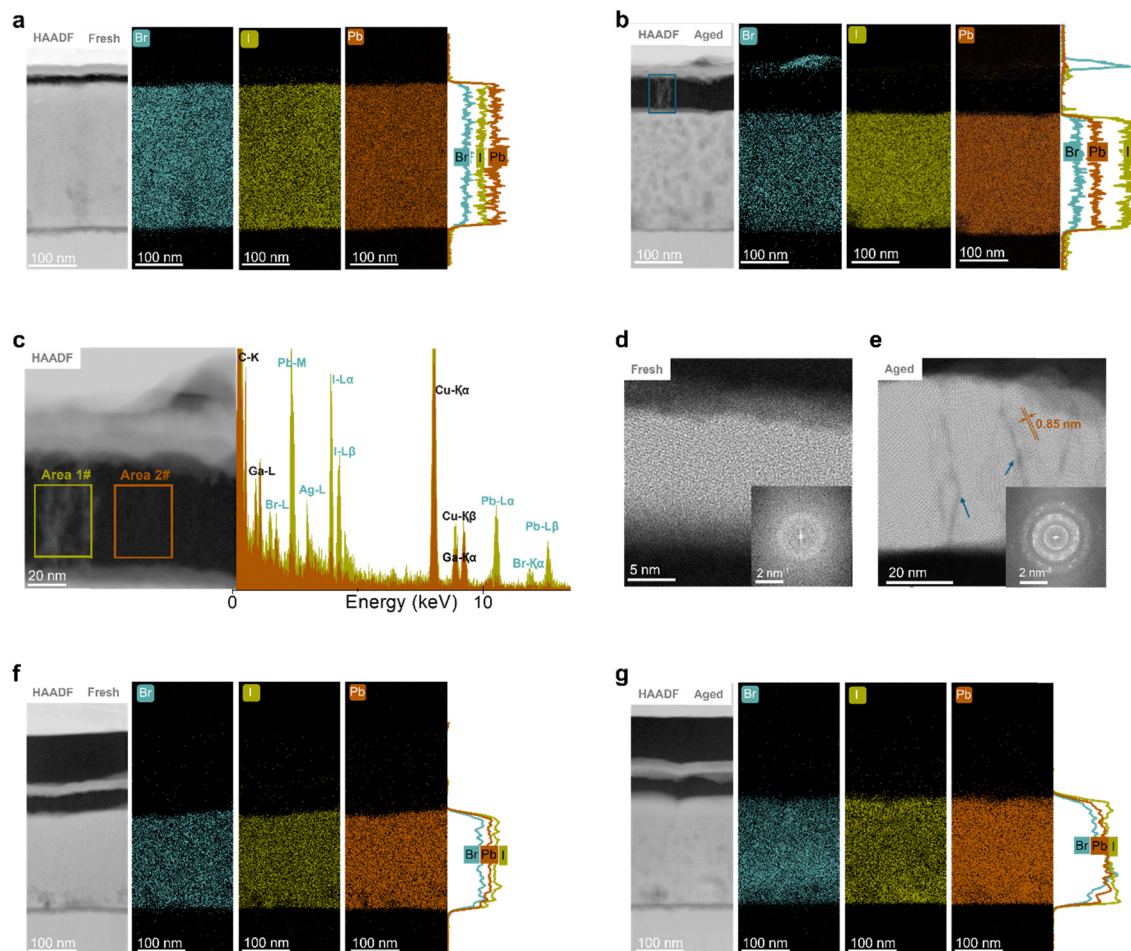 a
HAADF Fresh
Br
I
Pb
Br
I
Pb
100 nm
100 nm
100 nm
100 nm
b
HAADF Aged
Br
I
Pb
Br
Pb
I
100 nm
100 nm
100 nm
100 nm
c
HAADF
Area 1#
Area 2#
20 nm
C-K
Ga-L
Br-L
Pb-M
Ag-L
I-Lα
I-Lβ
Cu-Kα
Cu-Kβ
Ga-Kα
Pb-Lα
Br-Kα
Pb-Lβ
0
10
Energy (keV)
d
Fresh
5 nm
2 nm⁻¹
e
Aged
0.85 nm
20 nm
2 nm⁻¹
f
HAADF Fresh
Br
I
Pb
Br
Pb
I
100 nm
100 nm
100 nm
100 nm
g
HAADF Aged
Br
I
Pb
Br
Pb
I
100 nm
100 nm
100 nm
100 nm